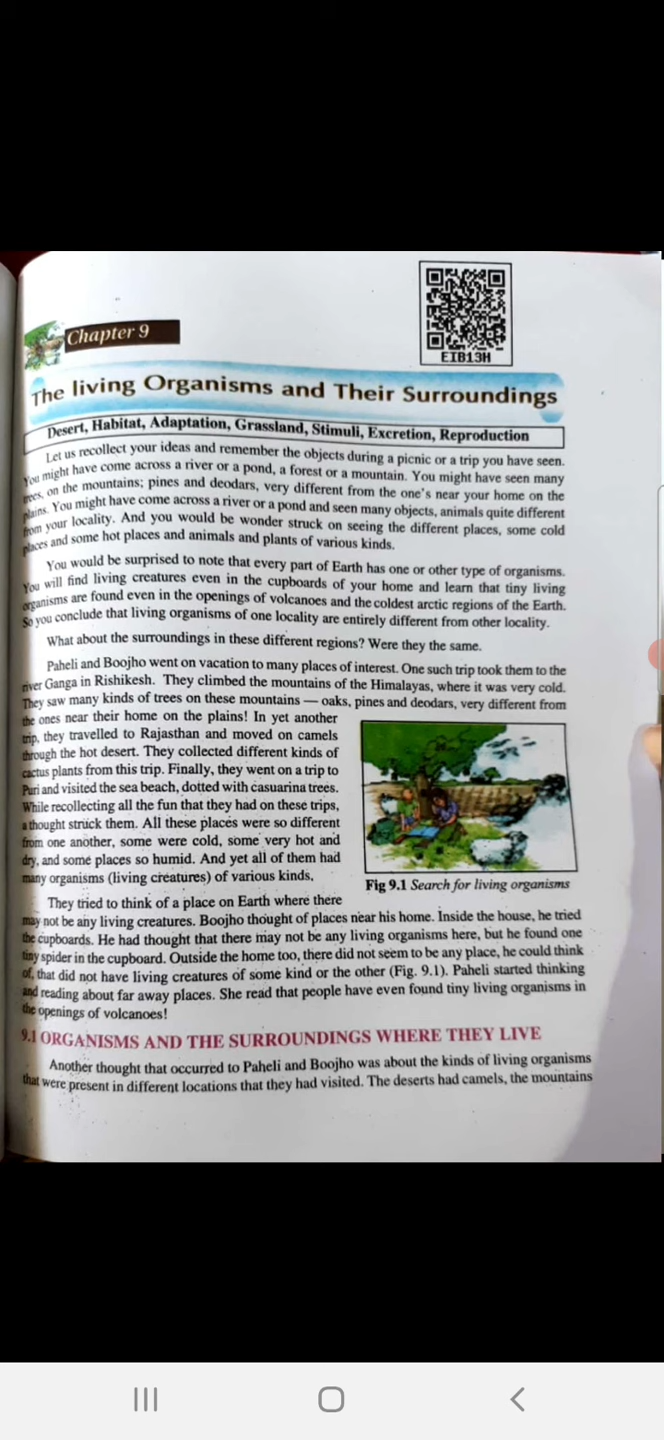 EIB13H
Chapter 9
The living Organisms and Their Surroundings
Desert, Habitat, Adaptation, Grassland, Stimuli, Excretion, Reproduction
Let us recollect your ideas and remember the objects during a picnic or a trip you have seen.
You might have come across a river or a pond, a forest or a mountain. You might have seen many
trees, on the mountains; pines and deodars, very different from the one's near your home on the
plains. You might have come across a river or a pond and seen many objects, animals quite different
from your locality. And you would be wonder struck on seeing the different places, some cold
places and some hot places and animals and plants of various kinds.
You would be surprised to note that every part of Earth has one or other type of organisms.
You will find living creatures even in the cupboards of your home and learn that tiny living
organisms are found even in the openings of volcanoes and the coldest arctic regions of the Earth.
So you conclude that living organisms of one locality are entirely different from other locality.
What about the surroundings in these different regions? Were they the same.
Paheli and Boojho went on vacation to many places of interest. One such trip took them to the
river Ganga in Rishikesh. They climbed the mountains of the Himalayas, where it was very cold.
They saw many kinds of trees on these mountains — oaks, pines and deodars, very different from
the ones near their home on the plains! In yet another
trip, they travelled to Rajasthan and moved on camels
through the hot desert. They collected different kinds of
cactus plants from this trip. Finally, they went on a trip to
Puri and visited the sea beach, dotted with casuarina trees.
While recollecting all the fun that they had on these trips,
a thought struck them. All these places were so different
from one another, some were cold, some very hot and
dry, and some places so humid. And yet all of them had
many organisms (living creatures) of various kinds.
Fig 9.1 Search for living organisms
They tried to think of a place on Earth where there
may not be any living creatures. Boojho thought of places near his home. Inside the house, he tried
the cupboards. He had thought that there may not be any living organisms here, but he found one
tiny spider in the cupboard. Outside the home too, there did not seem to be any place, he could think
of, that did not have living creatures of some kind or the other (Fig. 9.1). Paheli started thinking
and reading about far away places. She read that people have even found tiny living organisms in
the openings of volcanoes!
9.1 ORGANISMS AND THE SURROUNDINGS WHERE THEY LIVE
Another thought that occurred to Paheli and Boojho was about the kinds of living organisms
that were present in different locations that they had visited. The deserts had camels, the mountains